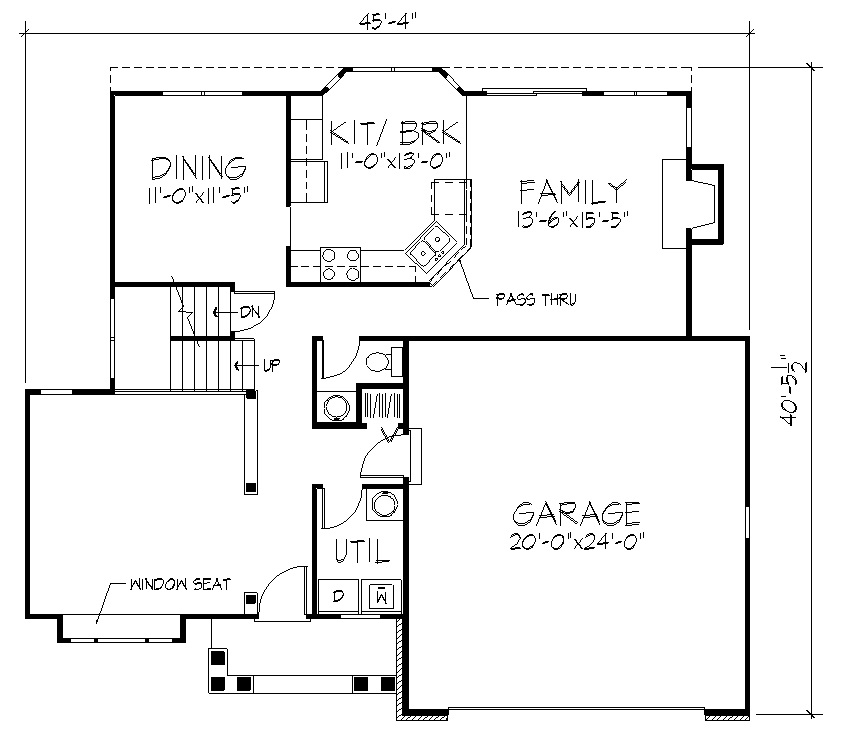 45'-4"
KIT/ BRK
11'-0"x13'-0"
DINING
11'-0"x11'-5"
FAMILY
13'-6"x15'-5"
PASS THRU
DN
UP
40'-5 1/2"
GARAGE
20'-0"x24'-0"
UTIL
WINDOW SEAT
D
W